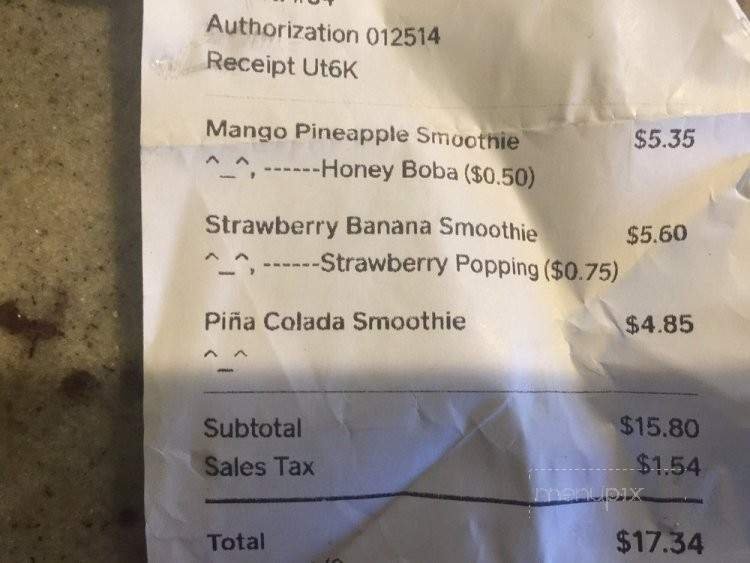 Authorization 012514
Receipt Ut6K
Mango Pineapple Smoothie $5.35
^_^, ------Honey Boba ($0.50)
Strawberry Banana Smoothie $5.60
^_^, ------Strawberry Popping ($0.75)
Piña Colada Smoothie $4.85
^_^
Subtotal $15.80
Sales Tax $1.54
menupix
Total $17.34